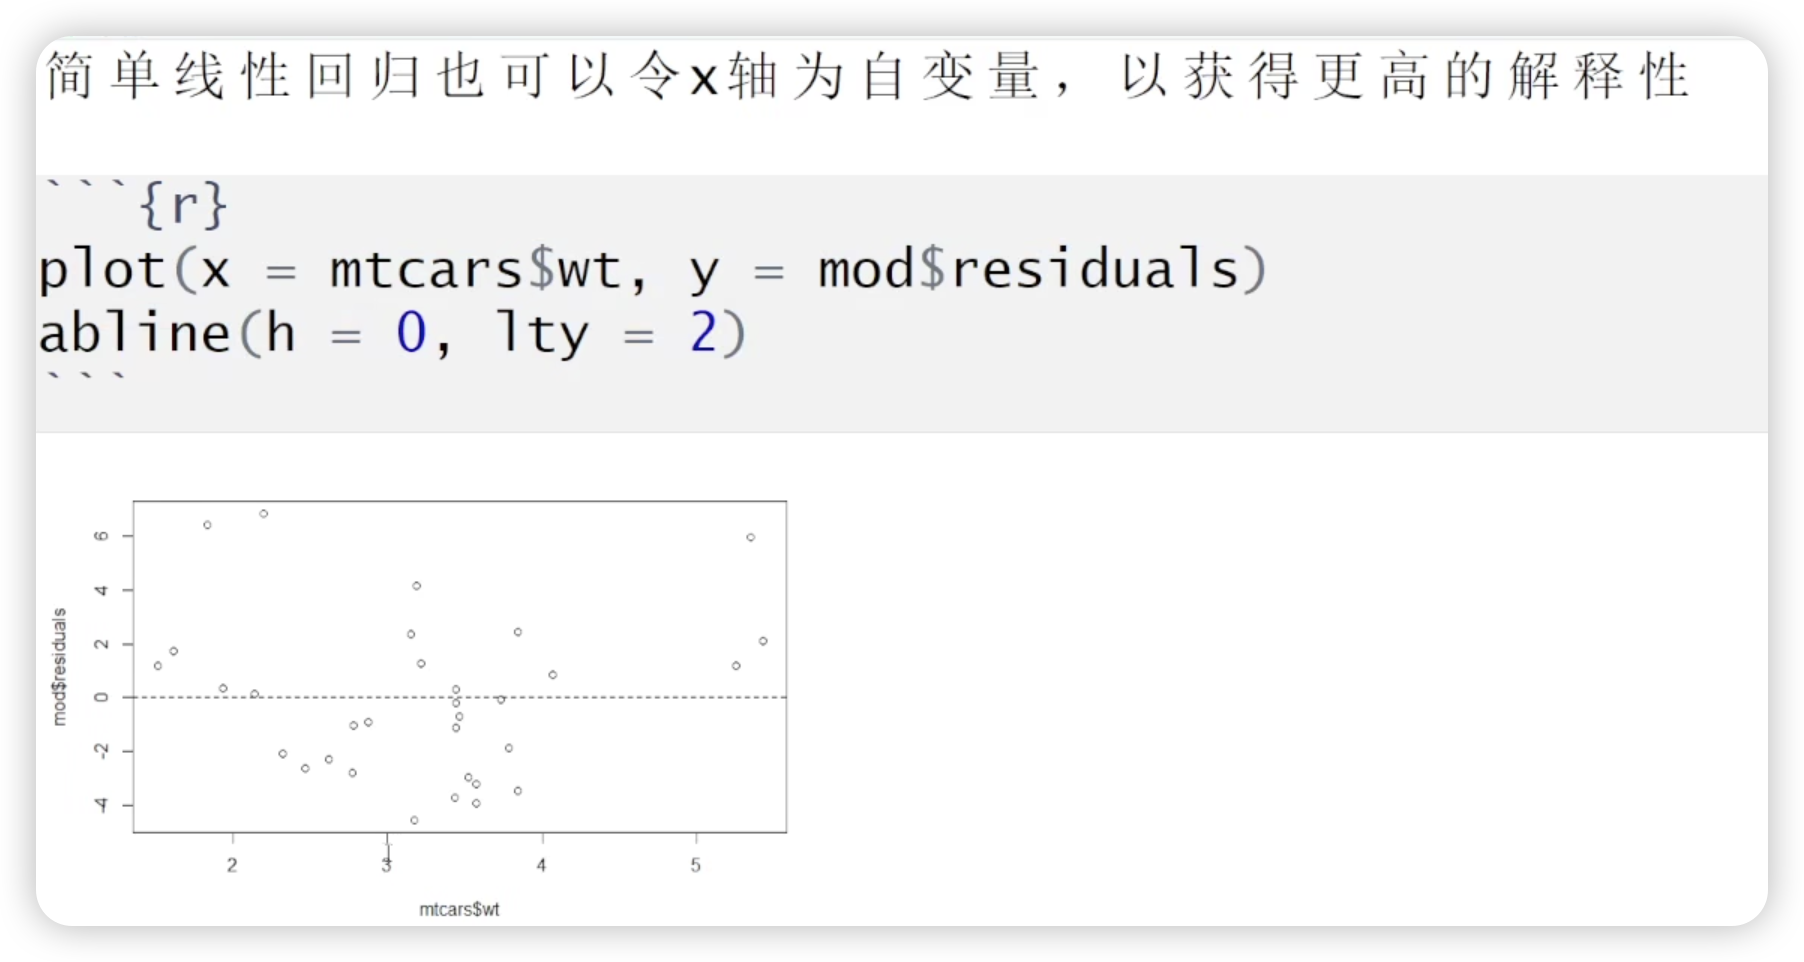 简单线性回归也可以令x轴为自变量，以获得更高的解释性
```{r}
plot(x = mtcars$wt, y = mod$residuals)
abline(h = 0, lty = 2)
```
mod$residuals
6
4
2
0
-2
-4
2
3
4
5
mtcars$wt